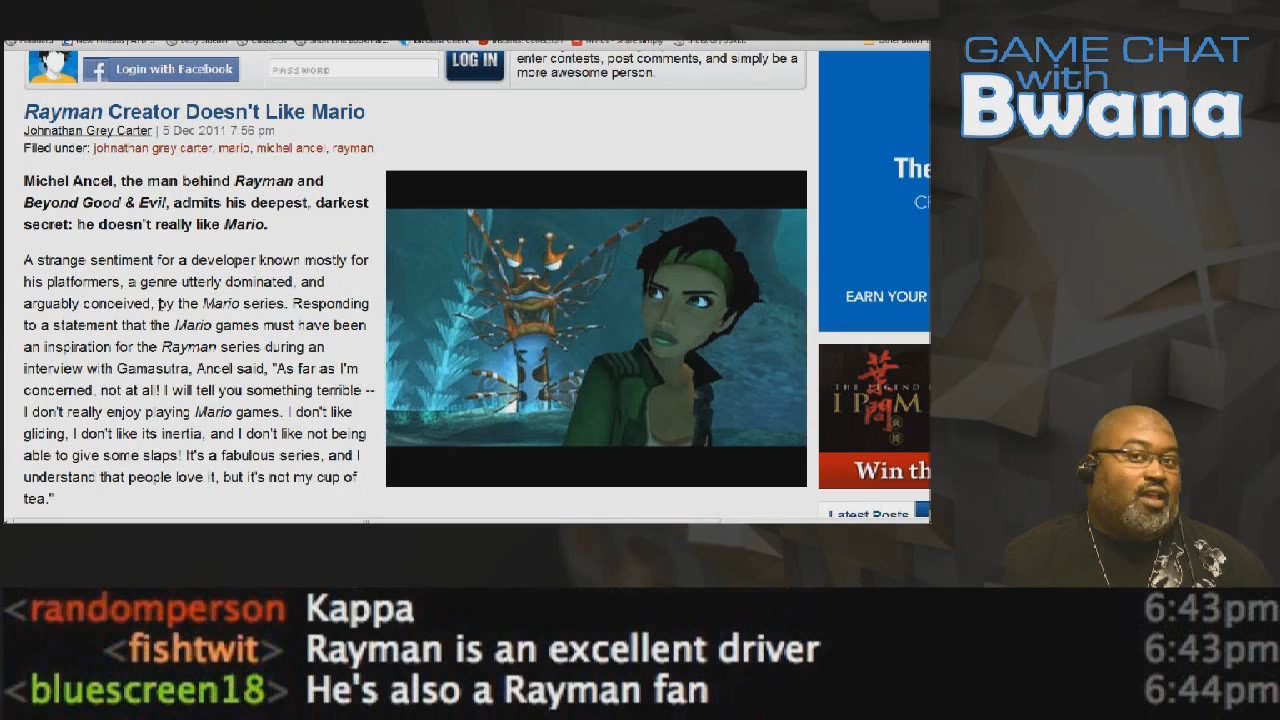 Login with Facebook
PASSWORD
LOG IN
enter contests, post comments, and simply be a
more awesome person.
GAME CHAT
with
Bwana
Rayman Creator Doesn't Like Mario
Johnathan Grey Carter | 5 Dec 2011 7:56 pm
Filed under: johnathan grey carter, mario, michel ancel, rayman
Michel Ancel, the man behind Rayman and
Beyond Good & Evil, admits his deepest, darkest
secret: he doesn't really like Mario.
A strange sentiment for a developer known mostly for
his platformers, a genre utterly dominated, and
arguably conceived, by the Mario series. Responding
to a statement that the Mario games must have been
an inspiration for the Rayman series during an
interview with Gamasutra, Ancel said, "As far as I'm
concerned, not at all! I will tell you something terrible --
I don't really enjoy playing Mario games. I don't like
gliding, I don't like its inertia, and I don't like not being
able to give some slaps! It's a fabulous series, and I
understand that people love it, but it's not my cup of
tea."
The
EARN YOUR
THE LEGEND
IP M
Win th
Latest Posts
<randomperson Kappa 6:43pm
<fishtwit> Rayman is an excellent driver 6:43pm
<bluescreen18> He's also a Rayman fan 6:44pm